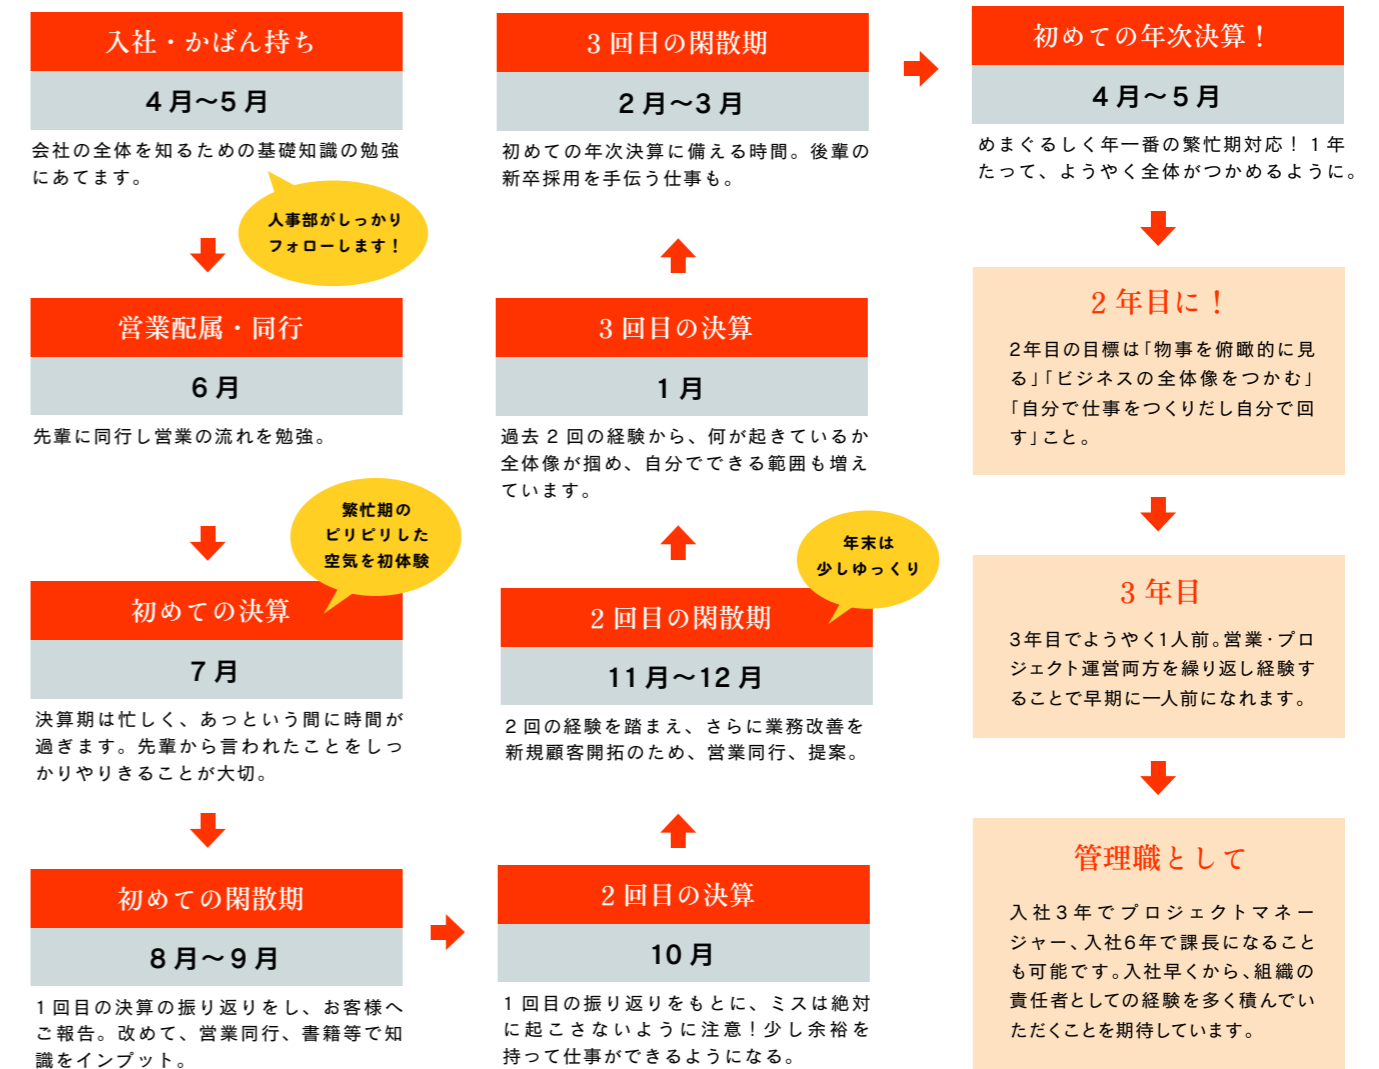 入社・かばん持ち
4月〜5月
会社の全体を知るための基礎知識の勉強
にあてます。
人事部がしっかり
フォローします！
営業配属・同行
6月
先輩に同行し営業の流れを勉強。
繁忙期の
ピリピリした
空気を初体験
初めての決算
7月
決算期は忙しく、あっという間に時間が
過ぎます。先輩から言われたことをしっ
かりやりきることが大切。
初めての閑散期
8月〜9月
1回目の決算の振り返りをし、お客様へ
ご報告。改めて、営業同行、書籍等で知
識をインプット。
2回目の決算
10月
1回目の振り返りをもとに、ミスは絶対
に起こさないように注意！少し余裕を
持って仕事ができるようになる。
年末は
少しゆっくり
2回目の閑散期
11月〜12月
2回の経験を踏まえ、さらに業務改善を
新規顧客開拓のため、営業同行、提案。
3回目の決算
1月
過去2回の経験から、何が起きているか
全体像が掴め、自分でできる範囲も増え
ています。
3回目の閑散期
2月〜3月
初めての年次決算に備える時間。後輩の
新卒採用を手伝う仕事も。
初めての年次決算！
4月〜5月
めまぐるしく年一番の繁忙期対応！1年
たって、ようやく全体がつかめるように。
2年目に！
2年目の目標は「物事を俯瞰的に見
る」「ビジネスの全体像をつかむ」
「自分で仕事をつくりだし自分で回
す」こと。
3年目
3年目でようやく1人前。営業・プロ
ジェクト運営両方を繰り返し経験す
ることで早期に一人前になれます。
管理職として
入社3年でプロジェクトマネー
ジャー、入社6年で課長になること
も可能です。入社早くから、組織の
責任者としての経験を多く積んでい
ただくことを期待しています。